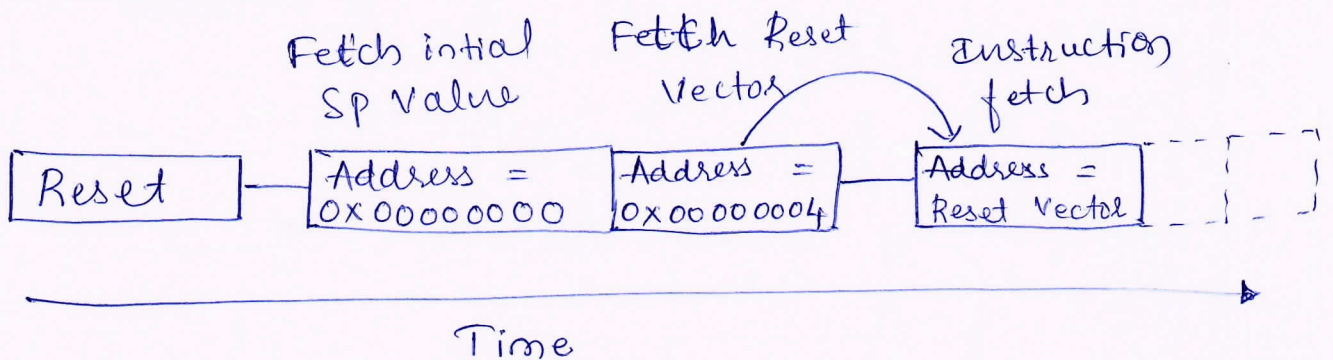 Fetch intial
SP Value
Fetch Reset
Vector
Instruction
fetch
Reset
Address =
0X00000000
Address =
0X00000004
Address =
Reset Vector
Time